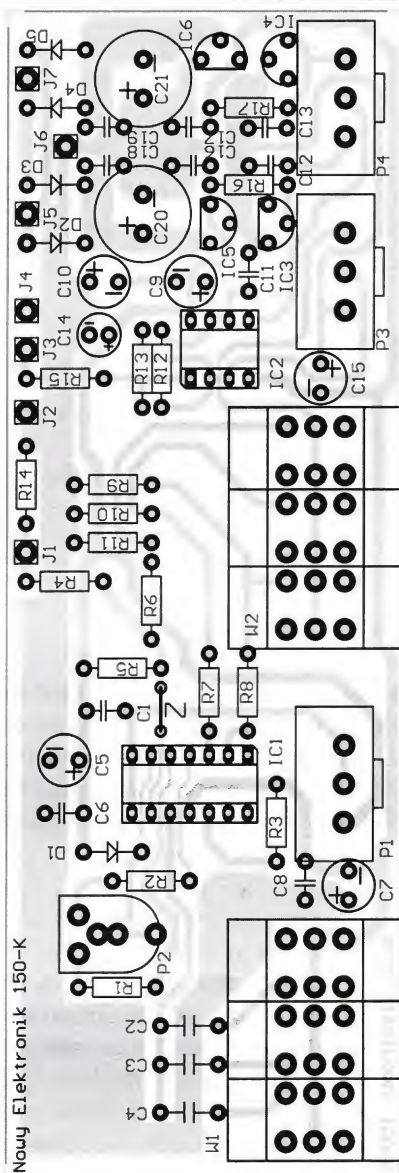 Nowy Elektronik 150-K
D5
J7
D4
J6
D3
J5
D2
J4
J3
R15
J2
R14
J1
R4
C21
C19
C18
C20
C10
C9
C14
R13
R12
IC6
IC4
R17
C13
C12
R16
IC5
C11
IC3
IC2
P4
P3
C15
R9
R10
R11
R6
R5
C1
Z
R7
R8
W2
C5
C6
IC1
D1
R2
R3
C8
P1
C7
P2
R1
C2
C3
C4
W1